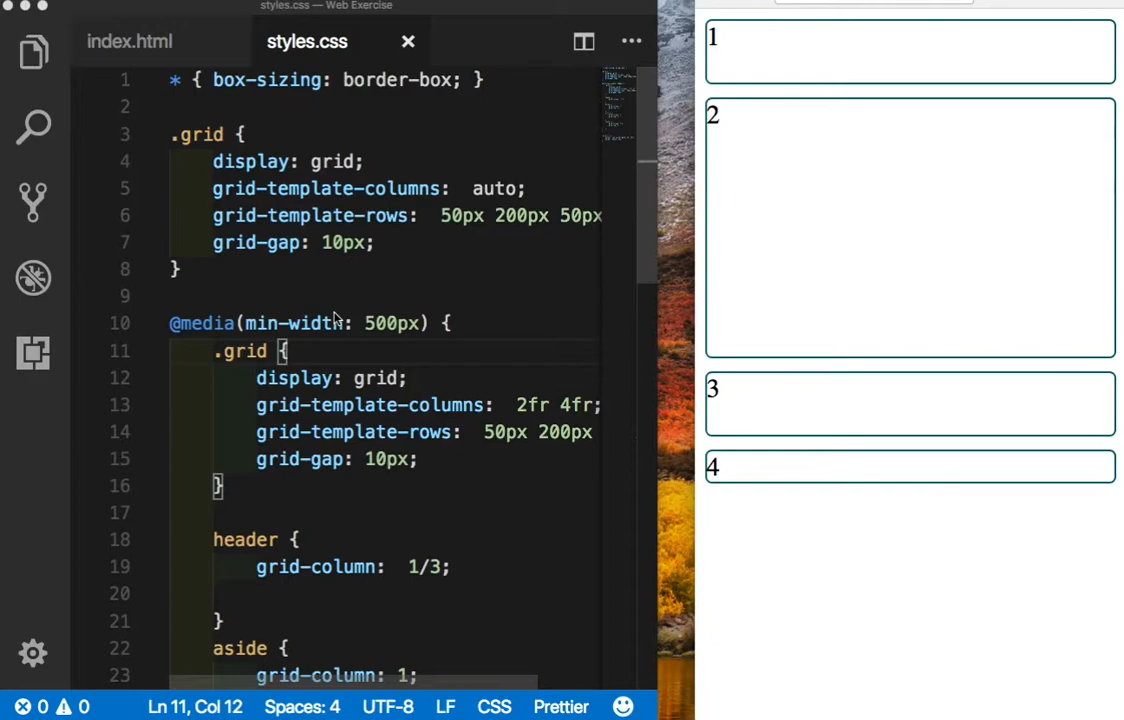 styles.css — Web Exercise
index.html
styles.css
1 * { box-sizing: border-box; }
2
3 .grid {
4 display: grid;
5 grid-template-columns: auto;
6 grid-template-rows: 50px 200px 50px
7 grid-gap: 10px;
8 }
9
10 @media(min-width: 500px) {
11 .grid {
12 display: grid;
13 grid-template-columns: 2fr 4fr;
14 grid-template-rows: 50px 200px
15 grid-gap: 10px;
16 }
17
18 header {
19 grid-column: 1/3;
20
21 }
22 aside {
23 grid-column: 1;
0 0 Ln 11, Col 12 Spaces: 4 UTF-8 LF CSS Prettier
1
2
3
4